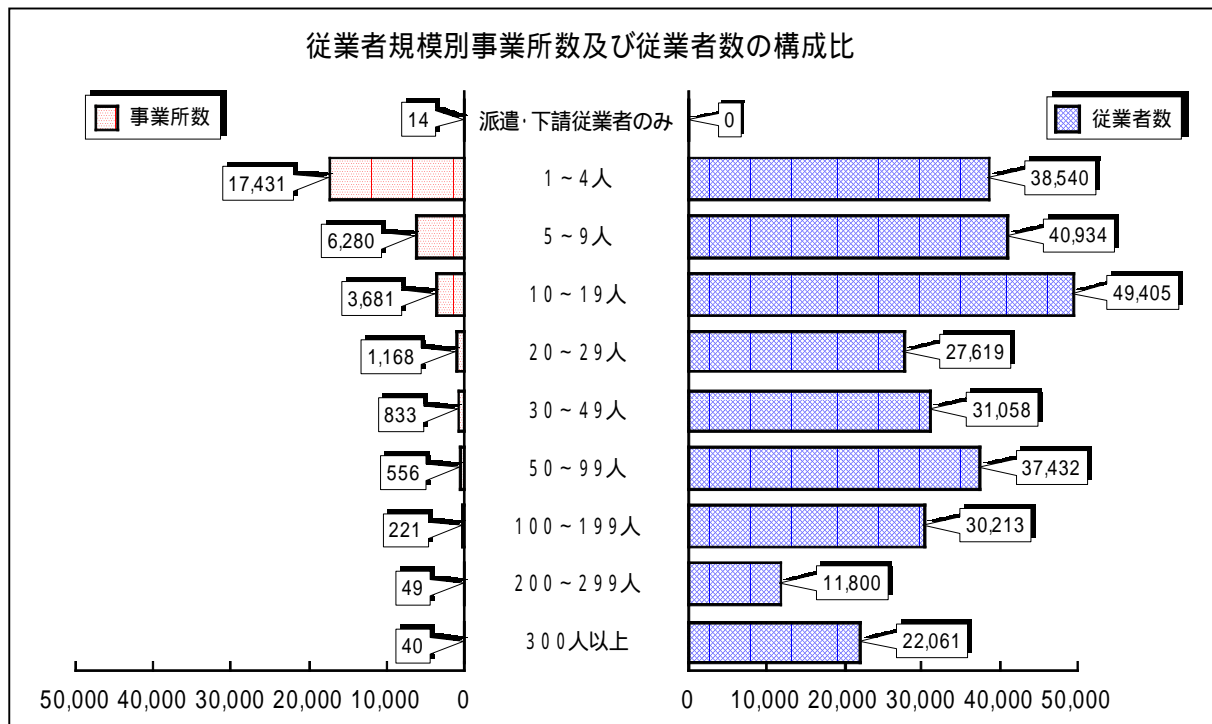 従業者規模別事業所数及び従業者数の構成比
事業所数
従業者数
14 派遣・下請従業者のみ 0
17,431 1~4人 38,540
6,280 5~9人 40,934
3,681 10~19人 49,405
1,168 20~29人 27,619
833 30~49人 31,058
556 50~99人 37,432
221 100~199人 30,213
49 200~299人 11,800
40 300人以上 22,061
50,000 40,000 30,000 20,000 10,000 0 0 10,000 20,000 30,000 40,000 50,000